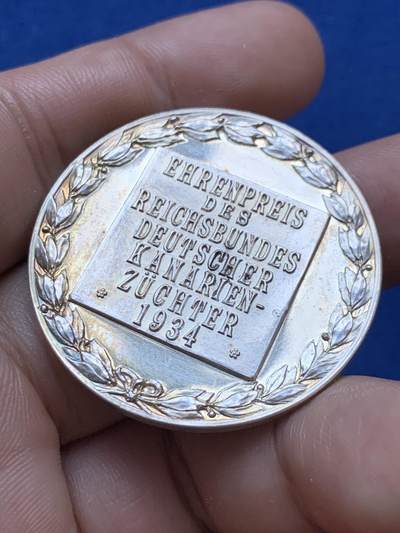 EHRENPREIS
DES
REICHSBUNDES
DEUTSCHER
KANARIEN-
ZÜCHTER
* 1934 *